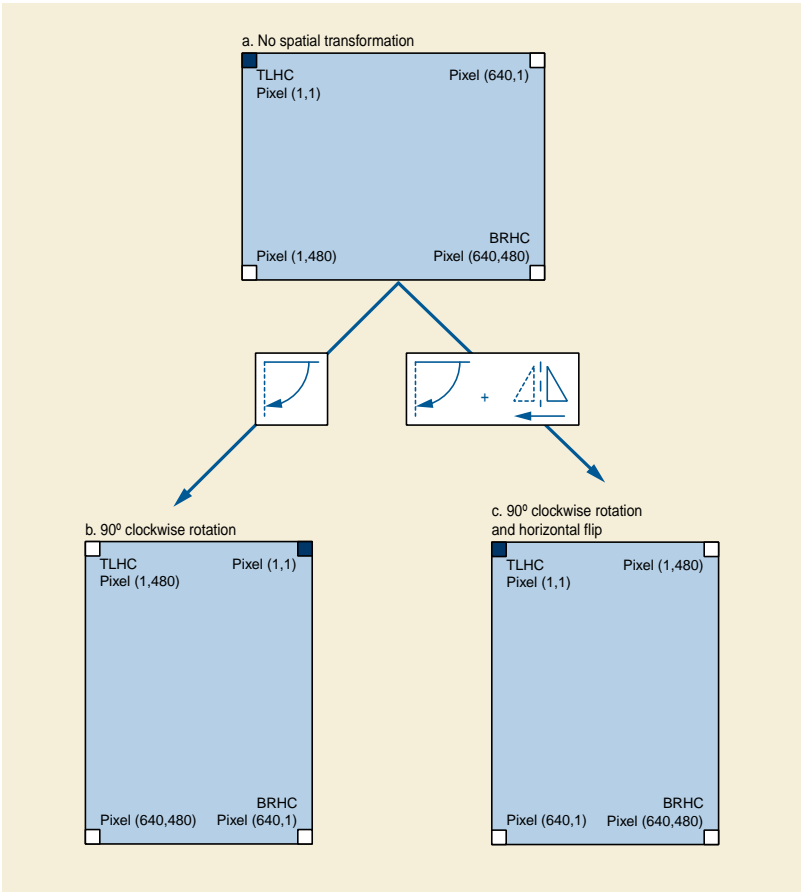 a. No spatial transformation
TLHC
Pixel (1,1)
Pixel (640,1)
BRHC
Pixel (1,480)
Pixel (640,480)
+
b. 90º clockwise rotation
TLHC
Pixel (1,480)
Pixel (1,1)
BRHC
Pixel (640,480)
Pixel (640,1)
c. 90º clockwise rotation
and horizontal flip
TLHC
Pixel (1,1)
Pixel (1,480)
BRHC
Pixel (640,1)
Pixel (640,480)